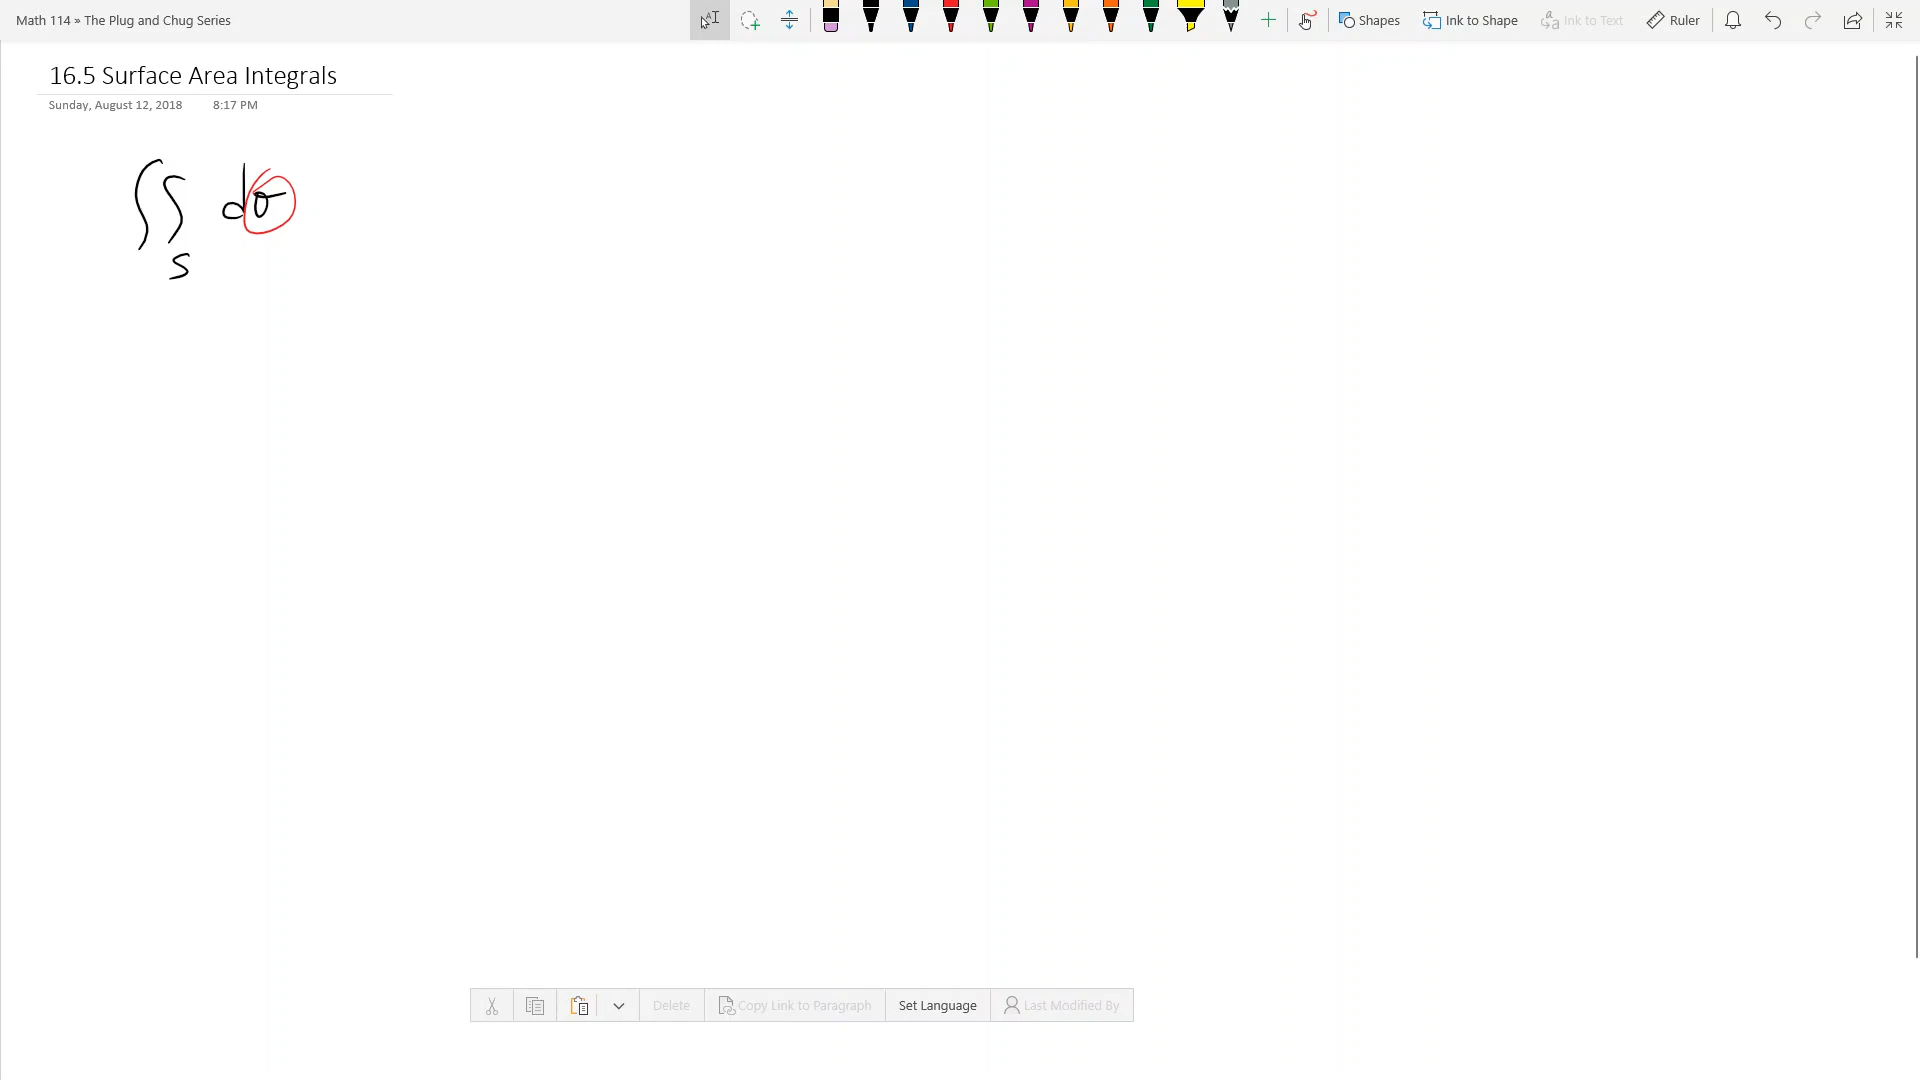 Math 114 » The Plug and Chug Series
Shapes
Ink to Shape
Ink to Text
Ruler
16.5 Surface Area Integrals
Sunday, August 12, 2018 8:17 PM
∬ dσ
S
Delete
Copy Link to Paragraph
Set Language
Last Modified By